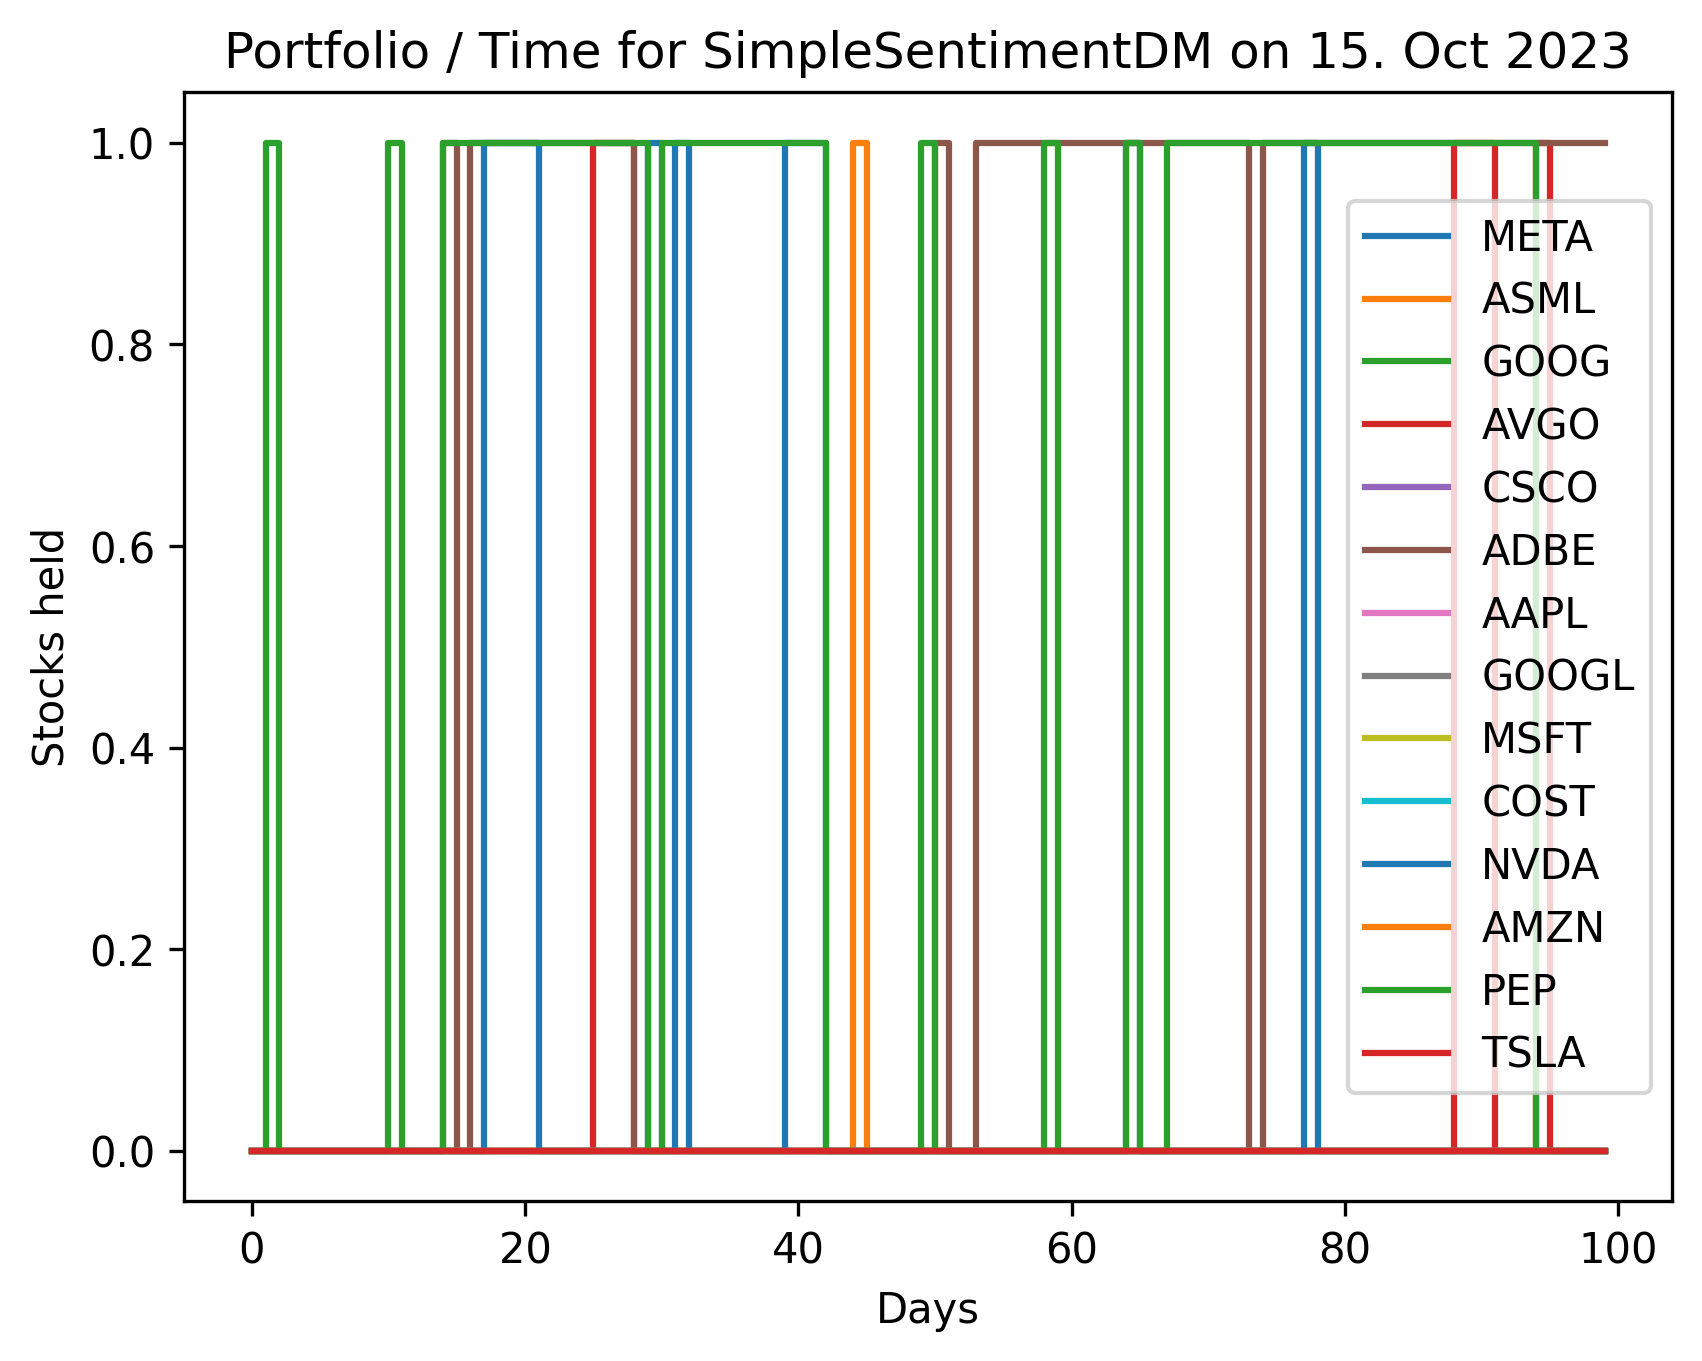 Portfolio / Time for SimpleSentimentDM on 15. Oct 2023
1.0
0.8
0.6
0.4
0.2
0.0
Stocks held
META
ASML
GOOG
AVGO
CSCO
ADBE
AAPL
GOOGL
MSFT
COST
NVDA
AMZN
PEP
TSLA
0 20 40 60 80 100
Days